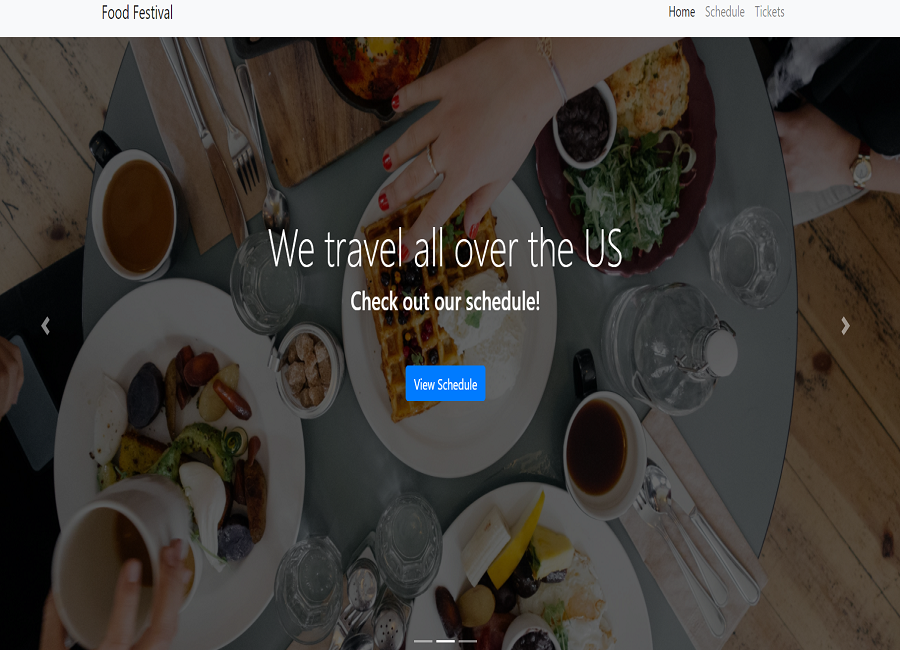 Food Festival
Home Schedule Tickets
We travel all over the US
Check out our schedule!
View Schedule